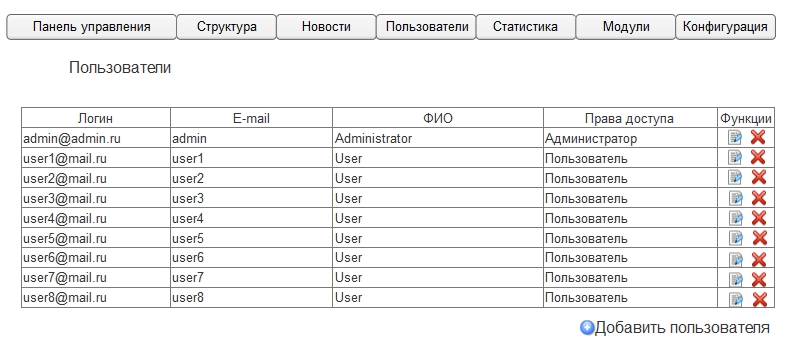 Панель управления Структура Новости Пользователи Статистика Модули Конфигурация
Пользователи
Логин E-mail ФИО Права доступа Функции
admin@admin.ru admin Administrator Администратор
user1@mail.ru user1 User Пользователь
user2@mail.ru user2 User Пользователь
user3@mail.ru user3 User Пользователь
user4@mail.ru user4 User Пользователь
user5@mail.ru user5 User Пользователь
user6@mail.ru user6 User Пользователь
user7@mail.ru user7 User Пользователь
user8@mail.ru user8 User Пользователь
Добавить пользователя